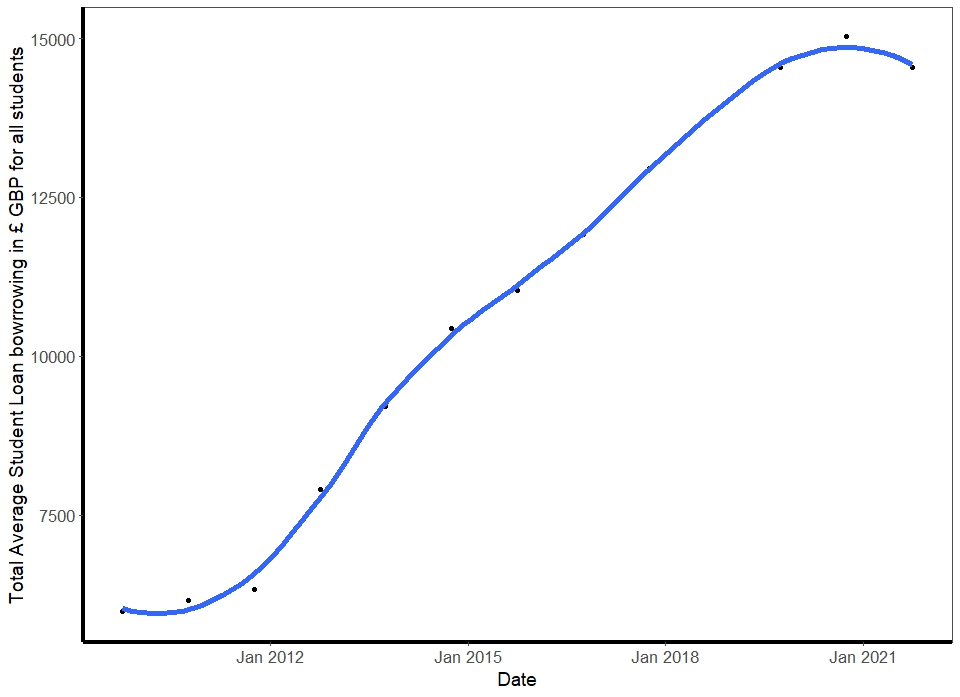 Total Average Student Loan bowrrowing in £ GBP for all students
15000
12500
10000
7500
Jan 2012
Jan 2015
Jan 2018
Jan 2021
Date